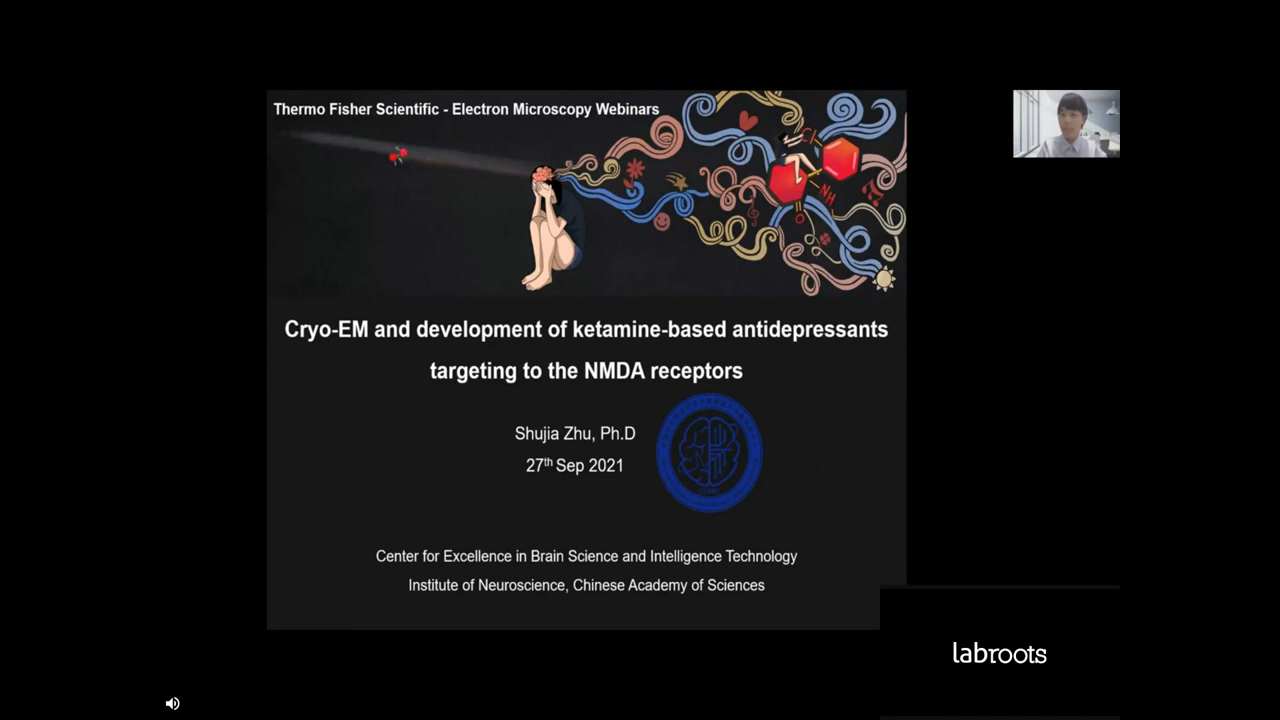 Thermo Fisher Scientific - Electron Microscopy Webinars
Cl
NH
O
Cryo-EM and development of ketamine-based antidepressants
targeting to the NMDA receptors
Shujia Zhu, Ph.D
27th Sep 2021
Center for Excellence in Brain Science and Intelligence Technology
Institute of Neuroscience, Chinese Academy of Sciences
labroots